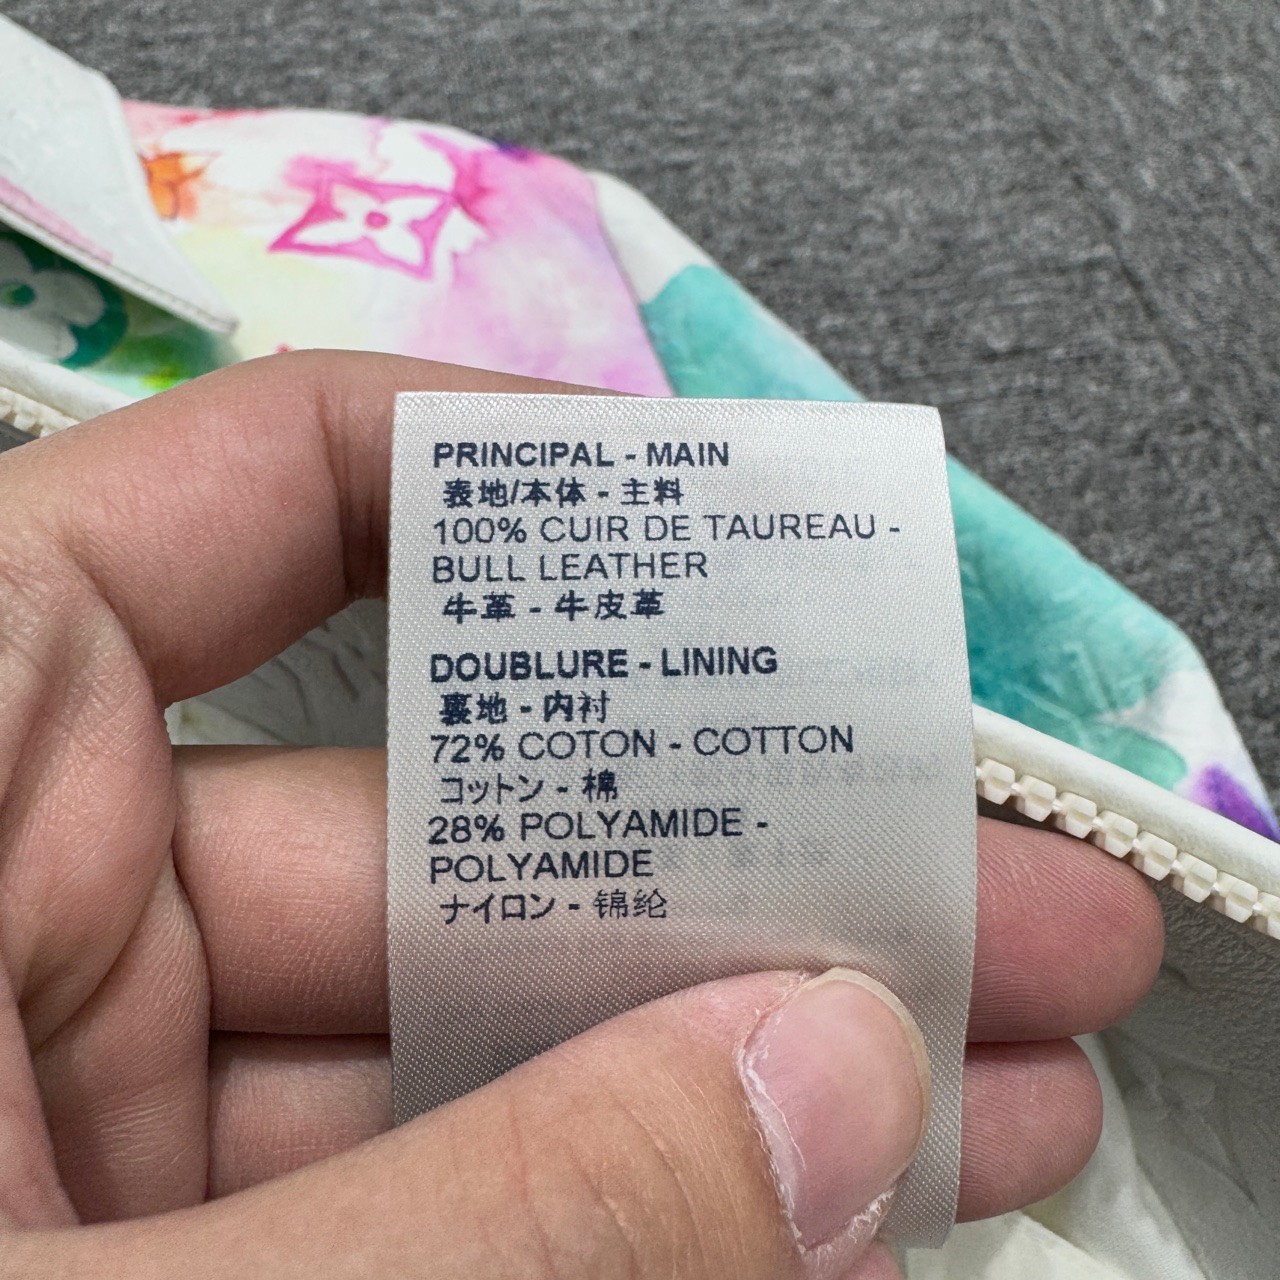 PRINCIPAL - MAIN
表地/本体 - 主料
100% CUIR DE TAUREAU -
BULL LEATHER
牛革 - 牛皮革
DOUBLURE - LINING
裏地 - 内衬
72% COTON - COTTON
コットン - 棉
28% POLYAMIDE -
POLYAMIDE
ナイロン - 锦纶